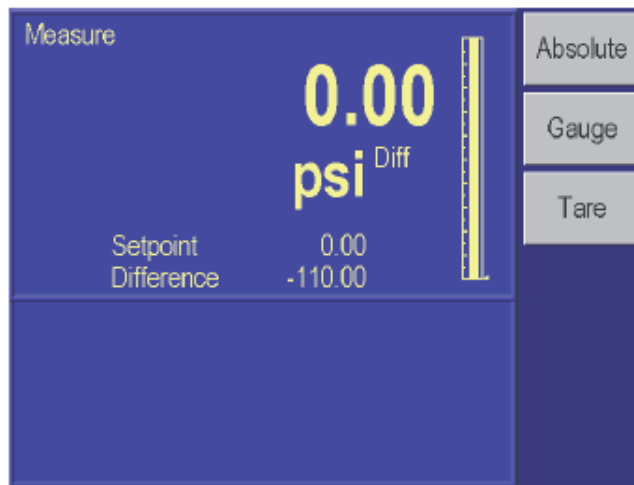 Measure
0.00
psi Diff
Setpoint 0.00
Difference -110.00
Absolute
Gauge
Tare